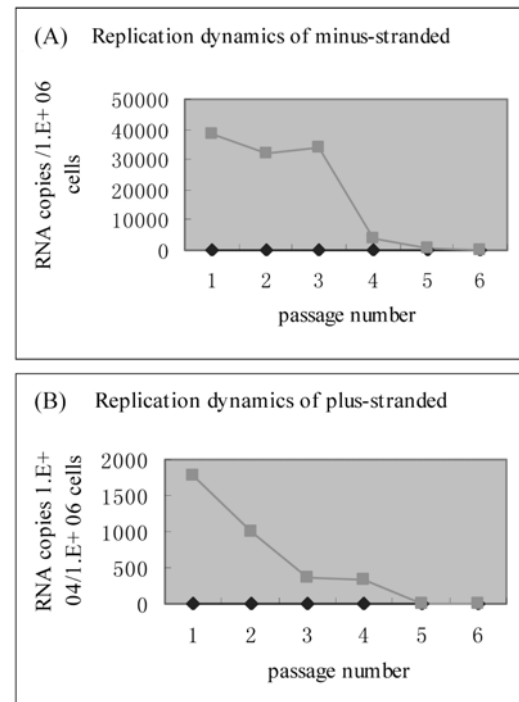 (A) Replication dynamics of minus-stranded
RNA copies /1.E+ 06
cells
50000
40000
30000
20000
10000
0
1 2 3 4 5 6
passage number
(B) Replication dynamics of plus-stranded
RNA copies 1.E+
04/1.E+ 06 cells
2000
1500
1000
500
0
1 2 3 4 5 6
passage number